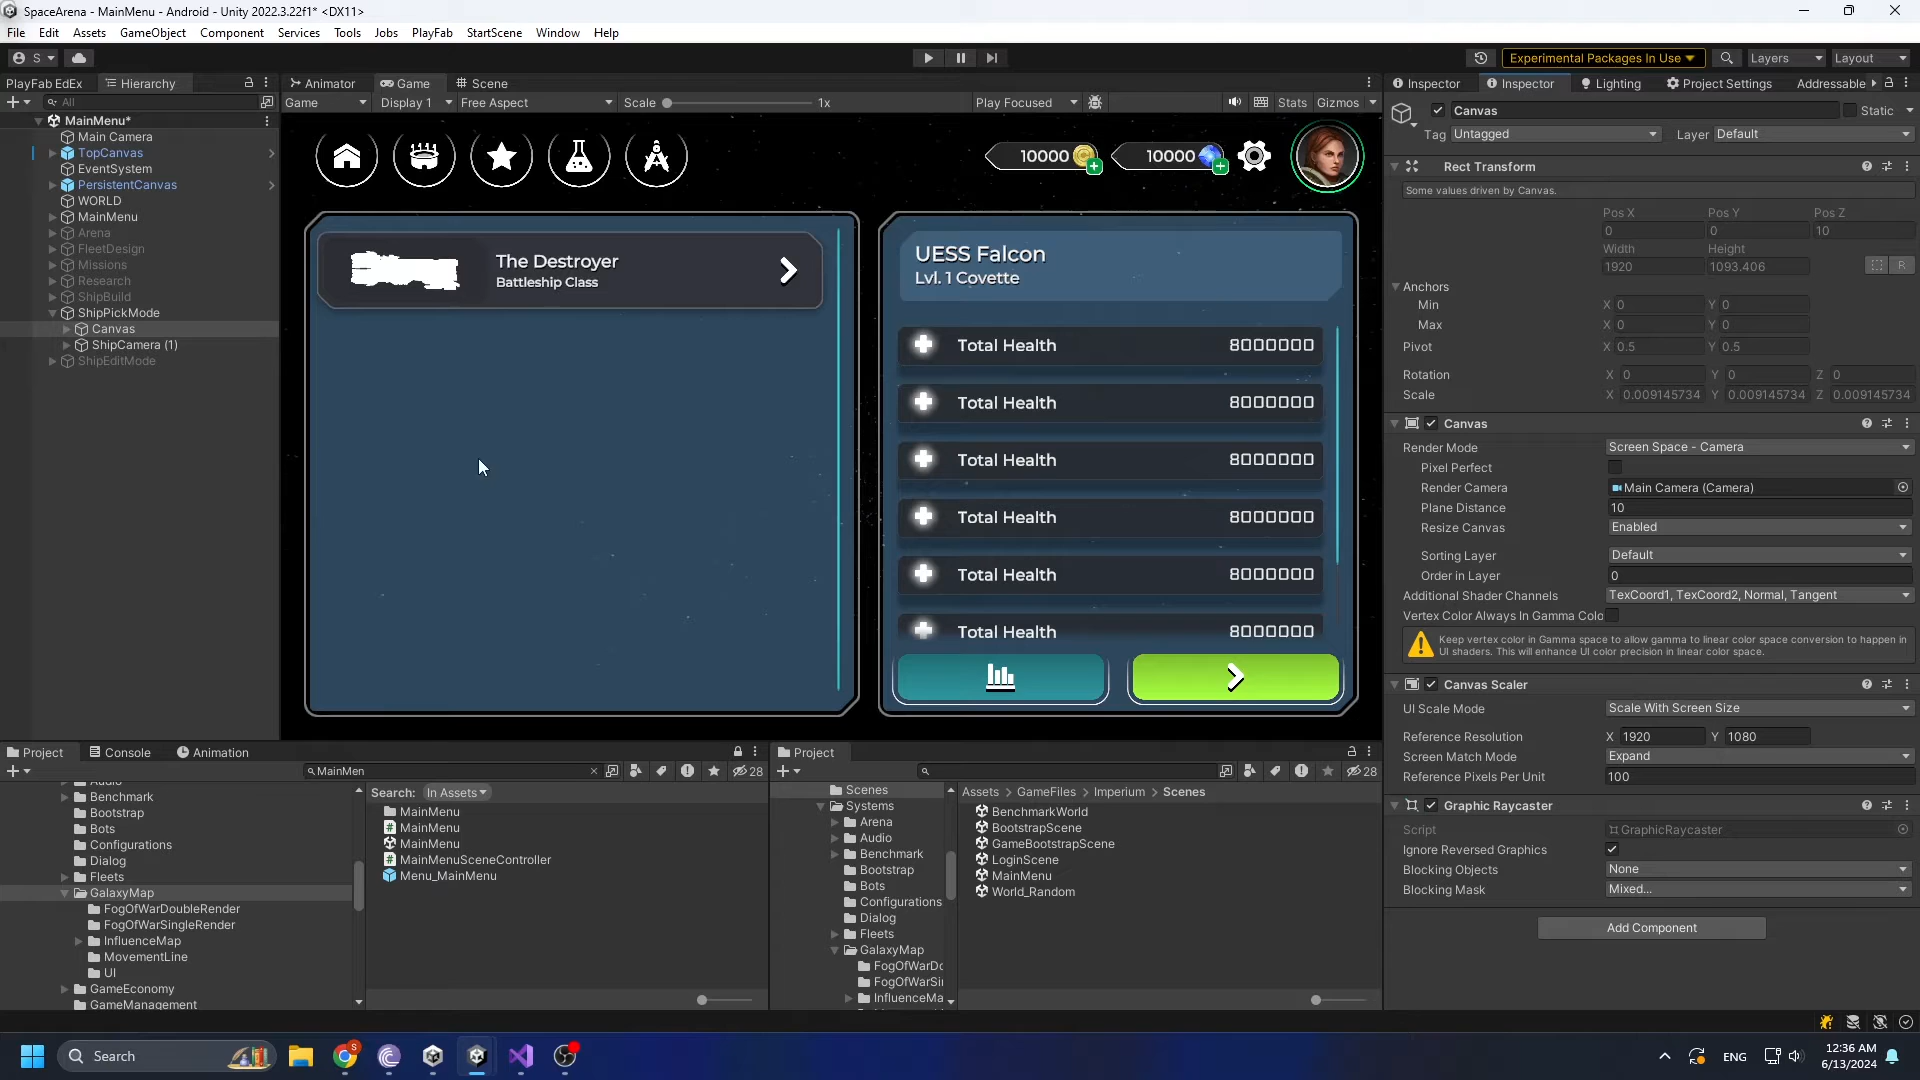 SpaceArena - MainMenu - Android - Unity 2022.3.22f1* <DX11>
File Edit Assets GameObject Component Services Tools Jobs PlayFab StartScene Window Help
S Experimental Packages In Use Layers Layout
PlayFab EdEx Hierarchy Animator Game Scene Inspector Inspector Lighting Project Settings Addressable
All Game Display 1 Free Aspect Scale 1x Play Focused Stats Gizmos
MainMenu*
Main Camera
TopCanvas
EventSystem
PersistentCanvas
WORLD
MainMenu
Arena
FleetDesign
Missions
Research
ShipBuild
ShipPickMode
Canvas
ShipCamera (1)
ShipEditMode
10000 10000
The Destroyer
Battleship Class
UESS Falcon
Lvl. 1 Covette
Total Health 8000000
Total Health 8000000
Total Health 8000000
Total Health 8000000
Total Health 8000000
Total Health 8000000
Canvas Static
Tag Untagged Layer Default
Rect Transform
Some values driven by Canvas.
Pos X Pos Y Pos Z
0 0 10
Width Height
1920 1093.406 R
Anchors
Min X 0 Y 0
Max X 0 Y 0
Pivot X 0.5 Y 0.5
Rotation X 0 Y 0 Z 0
Scale X 0.009145734 Y 0.009145734 Z 0.009145734
Canvas
Render Mode Screen Space - Camera
Pixel Perfect
Render Camera Main Camera (Camera)
Plane Distance 10
Resize Canvas Enabled
Sorting Layer Default
Order in Layer 0
Additional Shader Channels TexCoord1, TexCoord2, Normal, Tangent
Vertex Color Always In Gamma Colo
Keep vertex color in Gamma space to allow gamma to linear color space conversion to happen in
UI shaders. This will enhance UI color precision in linear color space.
Canvas Scaler
UI Scale Mode Scale With Screen Size
Reference Resolution X 1920 Y 1080
Screen Match Mode Expand
Reference Pixels Per Unit 100
Graphic Raycaster
Script GraphicRaycaster
Ignore Reversed Graphics
Blocking Objects None
Blocking Mask Mixed...
Add Component
Project Console Animation
MainMen 28
Audio
Benchmark
Bootstrap
Bots
Configurations
Dialog
Fleets
GalaxyMap
FogOfWarDoubleRender
FogOfWarSingleRender
InfluenceMap
MovementLine
UI
GameEconomy
GameManagement
Search: In Assets
MainMenu
MainMenu
MainMenu
MainMenuSceneController
Menu_MainMenu
Project
28
Scenes
Systems
Arena
Audio
Benchmark
Bootstrap
Bots
Configurations
Dialog
Fleets
GalaxyMap
FogOfWarDo
FogOfWarSi
InfluenceMa
Assets > GameFiles > Imperium > Scenes
BenchmarkWorld
BootstrapScene
GameBootstrapScene
LoginScene
MainMenu
World_Random
Search
S
ENG
12:36 AM
6/13/2024